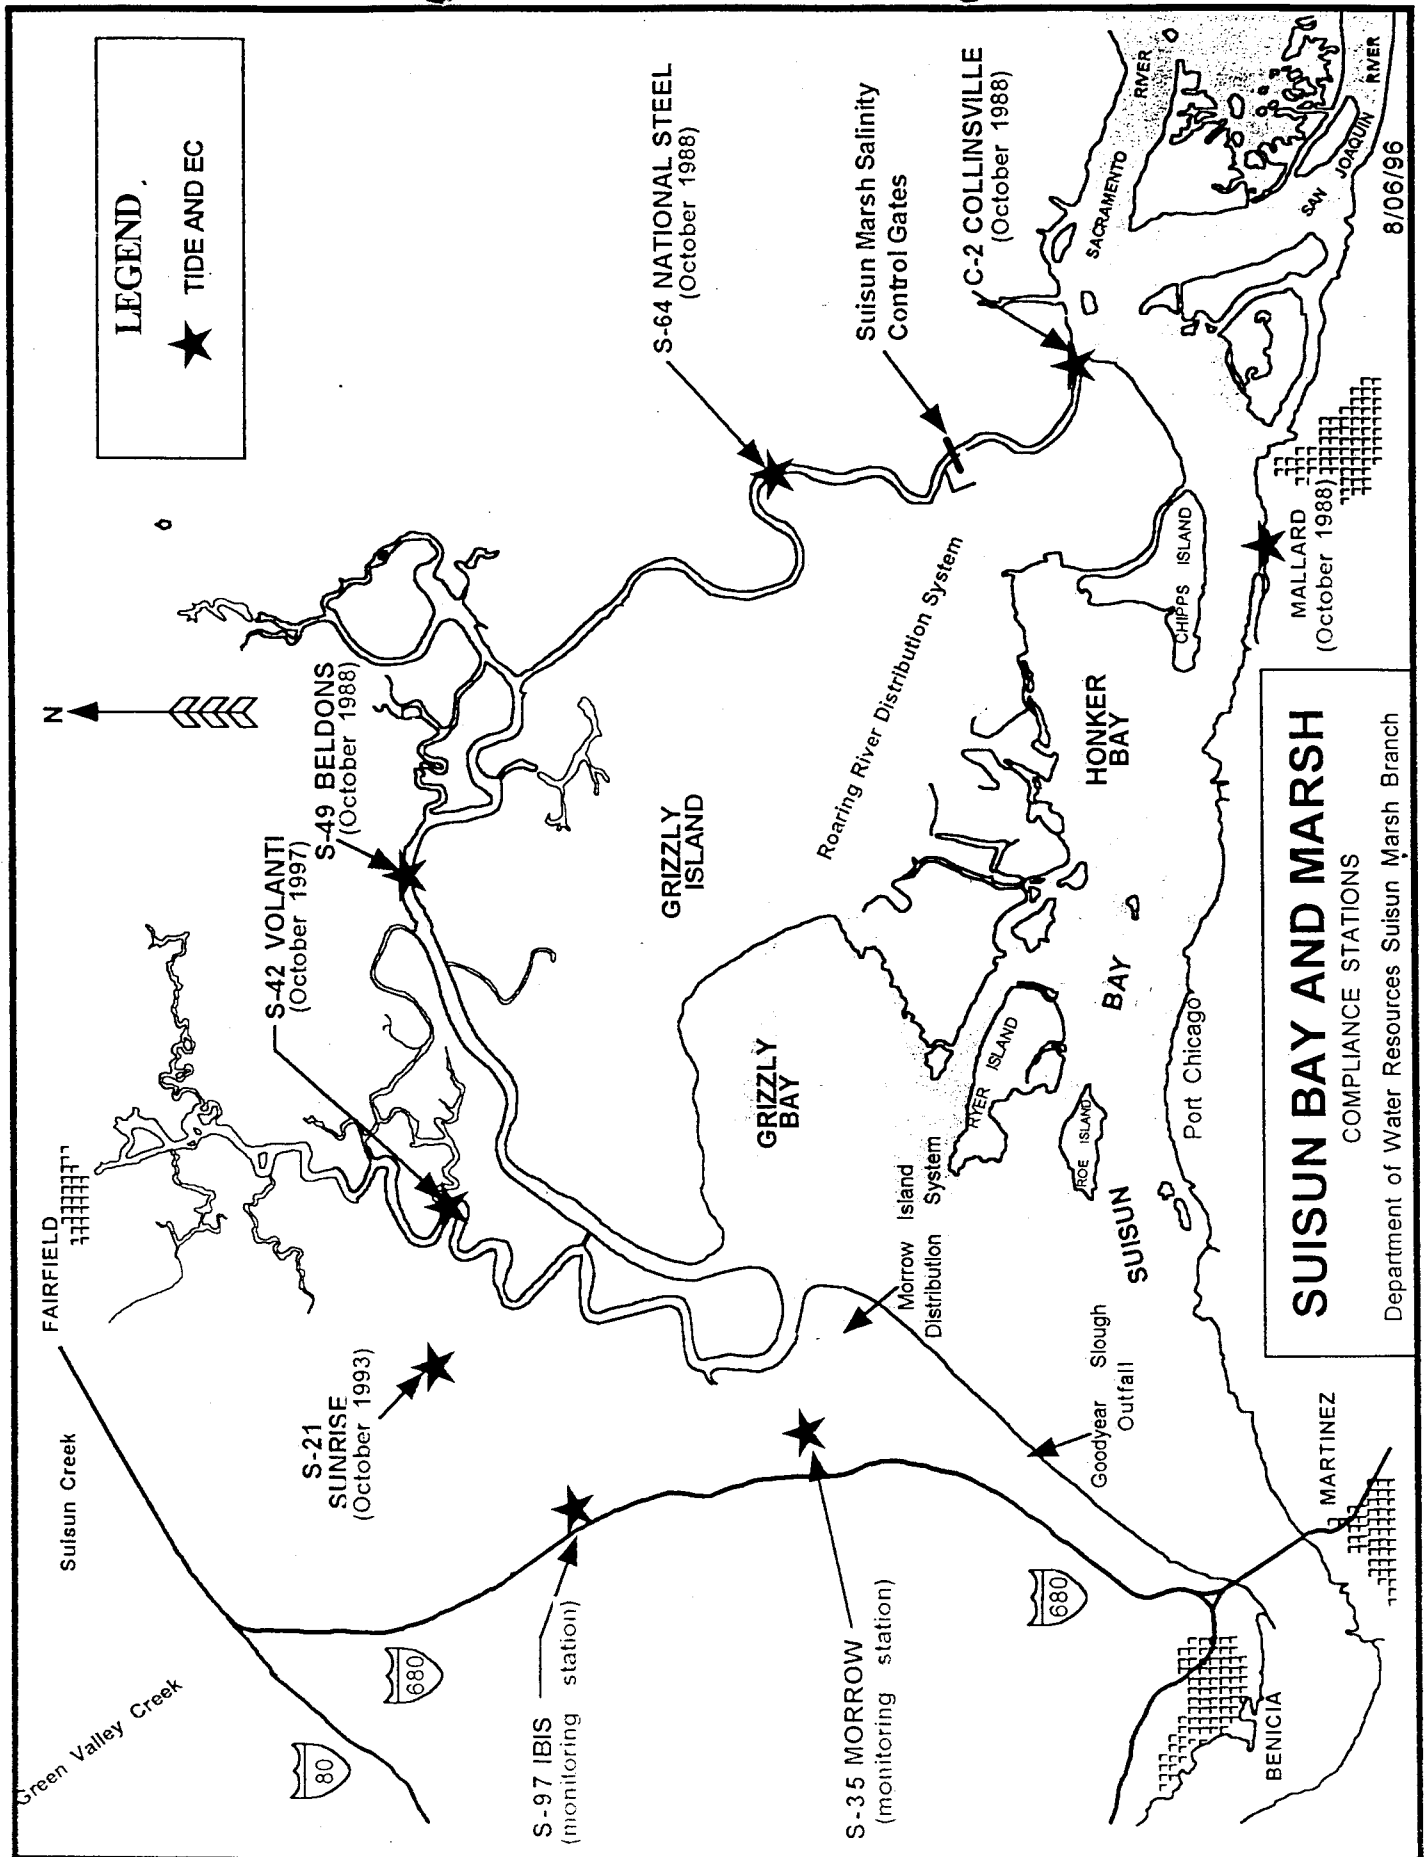 LEGEND
TIDE AND EC
N
FAIRFIELD
Suisun Creek
Green Valley Creek
80
680
680
S-21
SUNRISE
(October 1993)
S-42 VOLANTI
(October 1997)
S-49 BELDONS
(October 1988)
S-64 NATIONAL STEEL
(October 1988)
Suisun Marsh Salinity
Control Gates
C-2 COLLINSVILLE
(October 1988)
S-97 IBIS
(monitoring station)
S-35 MORROW
(monitoring station)
GRIZZLY
ISLAND
GRIZZLY
BAY
Roaring River Distribution System
Morrow Island
Distribution System
Goodyear Slough
Outfall
HONKER
BAY
SUISUN
BAY
RYER ISLAND
ROE ISLAND
CHIPPS ISLAND
SACRAMENTO
RIVER
SAN JOAQUIN
RIVER
MALLARD
(October 1988)
Port Chicago
BENICIA
MARTINEZ
SUISUN BAY AND MARSH
COMPLIANCE STATIONS
Department of Water Resources Suisun Marsh Branch
8/06/96